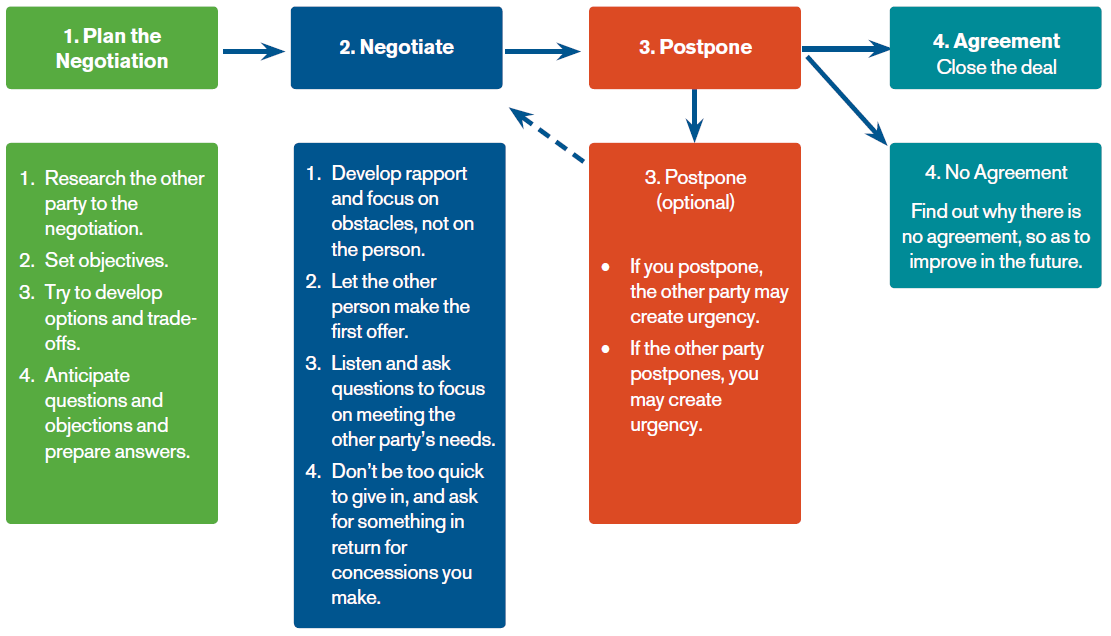 1. Plan the
Negotiation
2. Negotiate
3. Postpone
4. Agreement
Close the deal
1. Research the other
party to the
negotiation.
2. Set objectives.
3. Try to develop
options and trade-
offs.
4. Anticipate
questions and
objections and
prepare answers.
1. Develop rapport
and focus on
obstacles, not on
the person.
2. Let the other
person make the
first offer.
3. Listen and ask
questions to focus
on meeting the
other party’s needs.
4. Don’t be too quick
to give in, and ask
for something in
return for
concessions you
make.
3. Postpone
(optional)
• If you postpone,
the other party may
create urgency.
• If the other party
postpones, you
may create
urgency.
4. No Agreement
Find out why there is
no agreement, so as to
improve in the future.